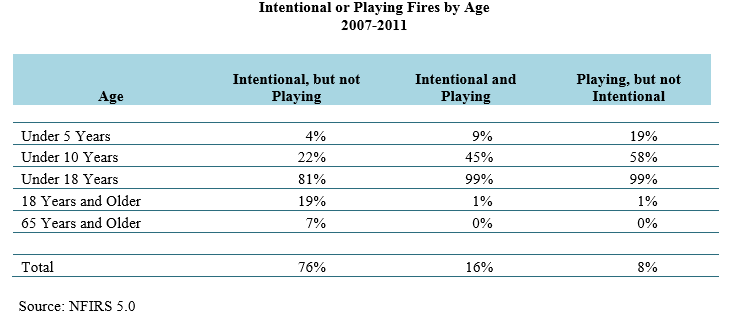 Intentional or Playing Fires by Age
2007-2011
Age Intentional, but not Playing Intentional and Playing Playing, but not Intentional
Under 5 Years 4% 9% 19%
Under 10 Years 22% 45% 58%
Under 18 Years 81% 99% 99%
18 Years and Older 19% 1% 1%
65 Years and Older 7% 0% 0%
Total 76% 16% 8%
Source: NFIRS 5.0